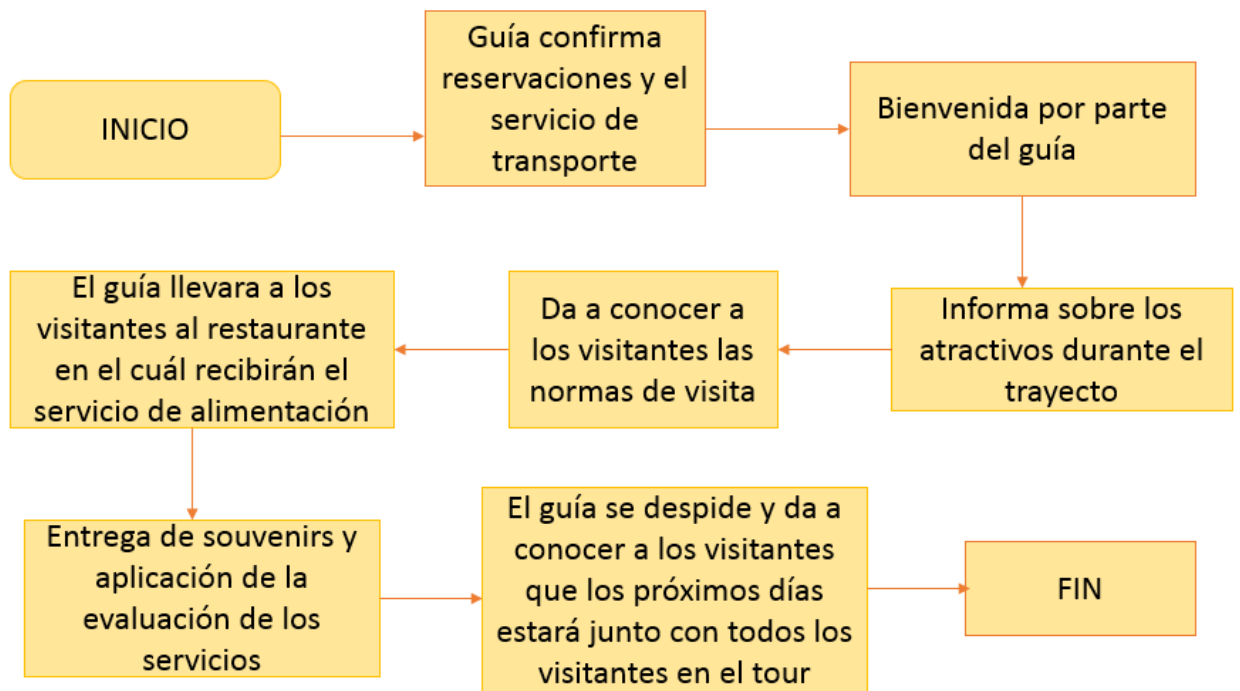 INICIO
Guía confirma
reservaciones y el
servicio de
transporte
Bienvenida por parte
del guía
Informa sobre los
atractivos durante el
trayecto
Da a conocer a
los visitantes las
normas de visita
El guía llevara a los
visitantes al restaurante
en el cuál recibirán el
servicio de alimentación
Entrega de souvenirs y
aplicación de la
evaluación de los
servicios
El guía se despide y da a
conocer a los visitantes
que los próximos días
estará junto con todos los
visitantes en el tour
FIN